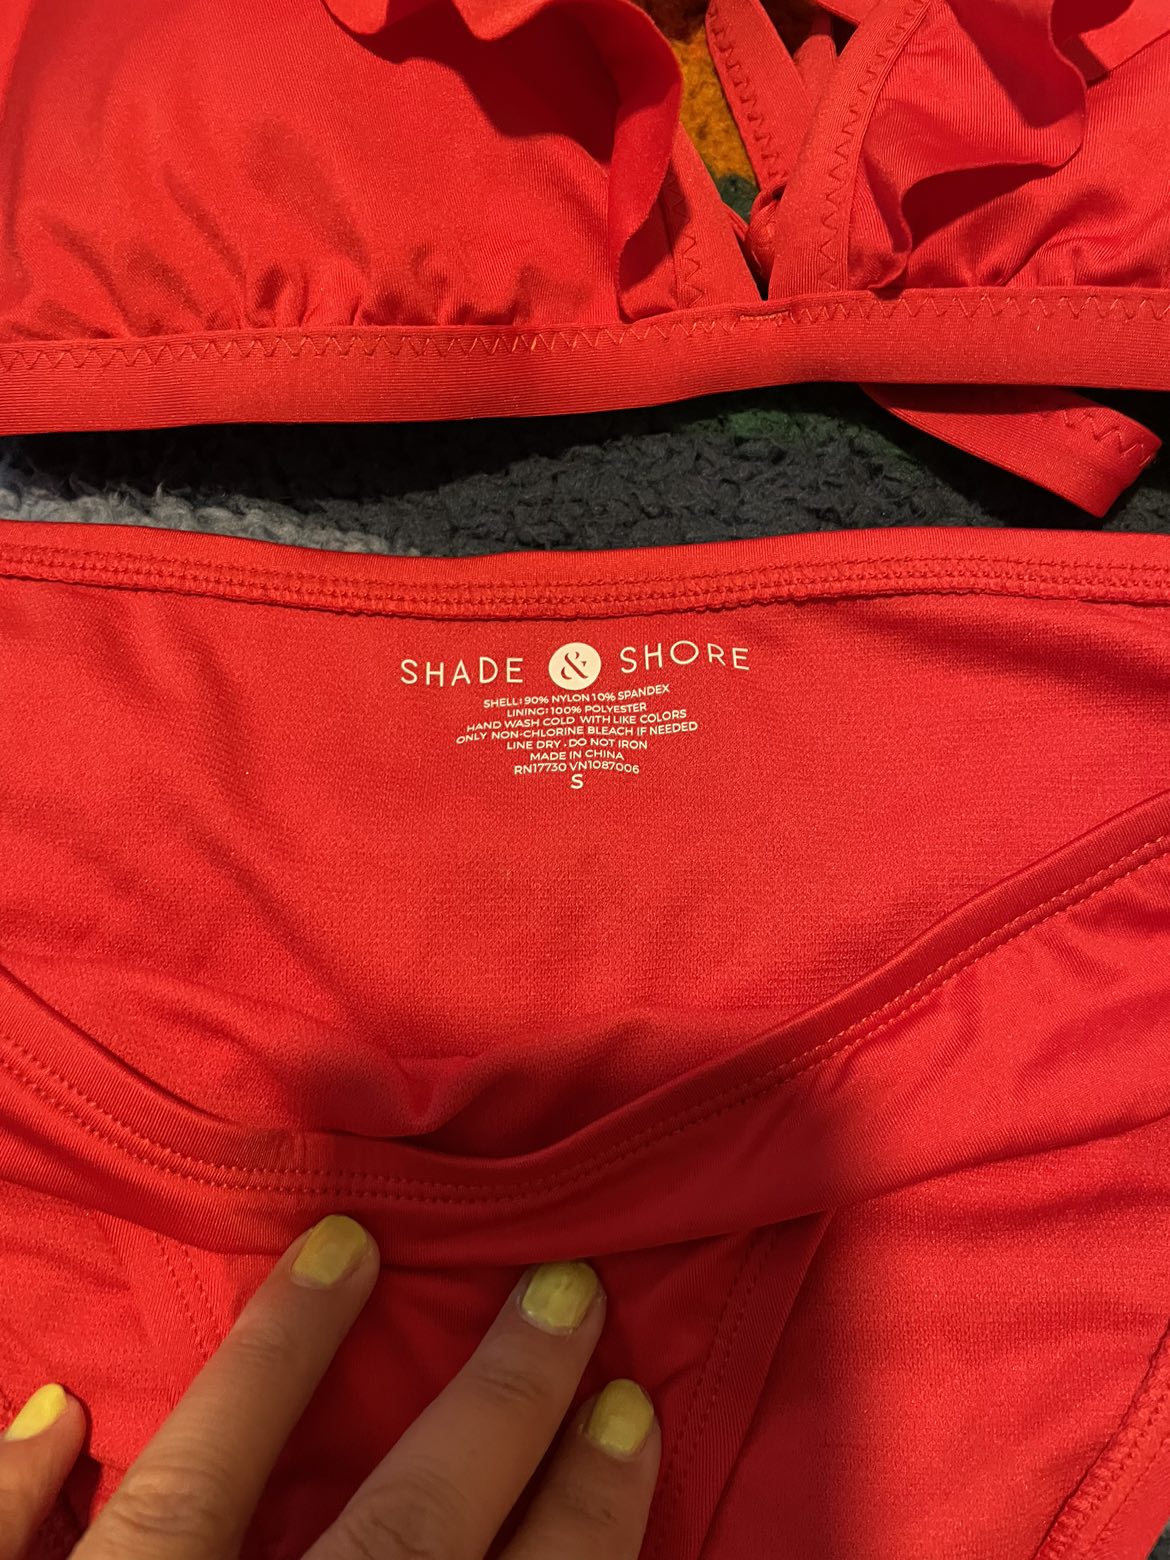 SHADE & SHORE
SHELL: 90% NYLON 10% SPANDEX
LINING: 100% POLYESTER
HAND WASH COLD WITH LIKE COLORS
ONLY NON-CHLORINE BLEACH IF NEEDED
LINE DRY . DO NOT IRON
MADE IN CHINA
RN17730 VN1087006
S